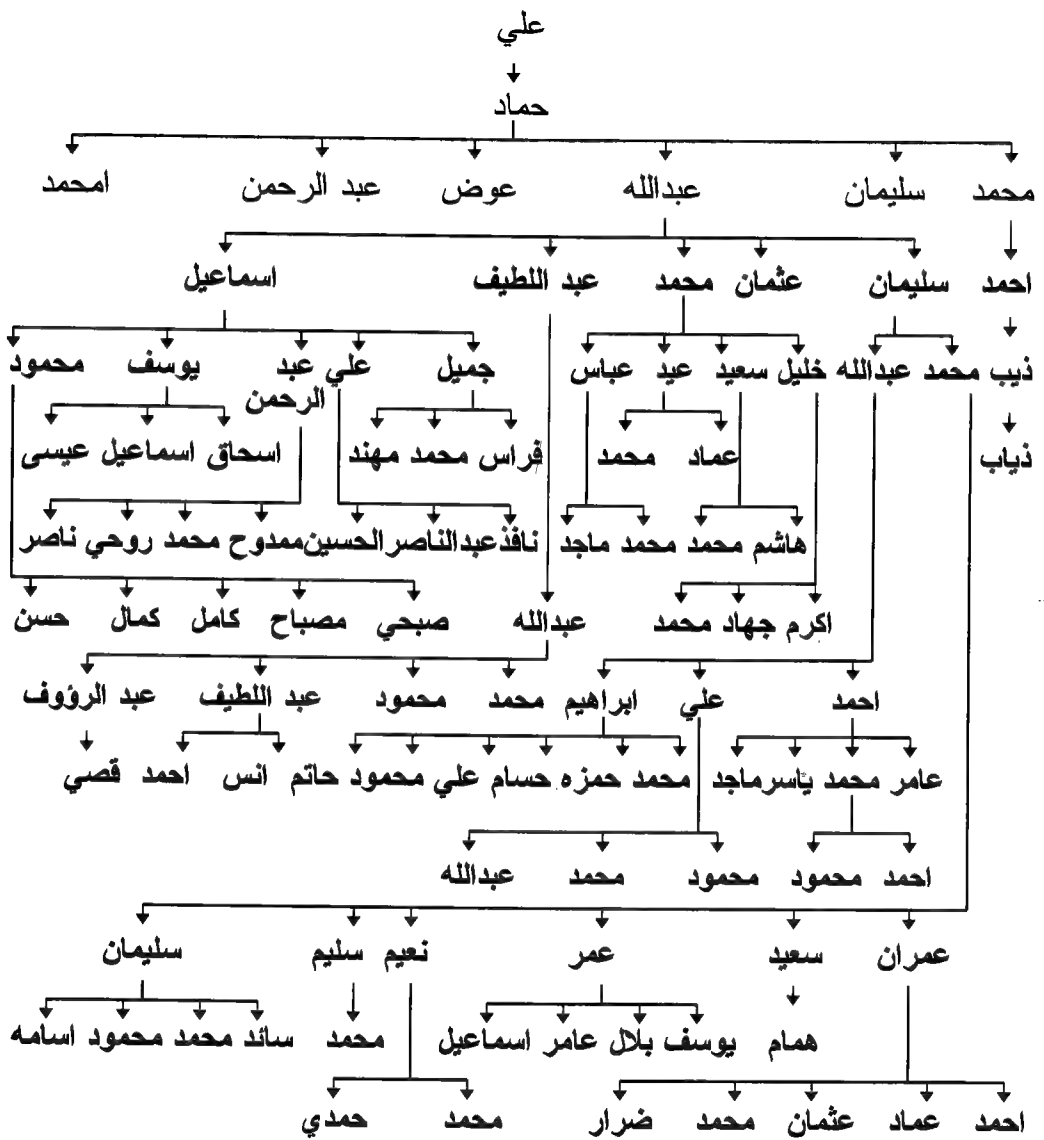 علي
حماد
محمد سليمان عبدالله عوض عبد الرحمن امحمد
احمد سليمان عثمان محمد عبد اللطيف اسماعيل
ذيب محمد عبدالله خليل سعيد عيد عباس جميل علي عبد الرحمن يوسف محمود
ذياب عماد محمد فراس محمد مهند اسحاق اسماعيل عيسى
هاشم محمد محمد ماجد نافذ عبدالناصر الحسين ممدوح محمد روحي ناصر
اكرم جهاد محمد عبدالله صبحي مصباح كامل كمال حسن
احمد علي ابراهيم محمد محمود عبد اللطيف عبد الرؤوف
عامر محمد ياسر ماجد محمد حمزه حسام علي محمود حاتم انس احمد قصي
احمد محمود محمود محمد عبدالله
عمران سعيد عمر نعيم سليم سليمان
همام يوسف بلال عامر اسماعيل محمد سائد محمد محمود اسامه
احمد عماد عثمان محمد ضرار محمد حمدي